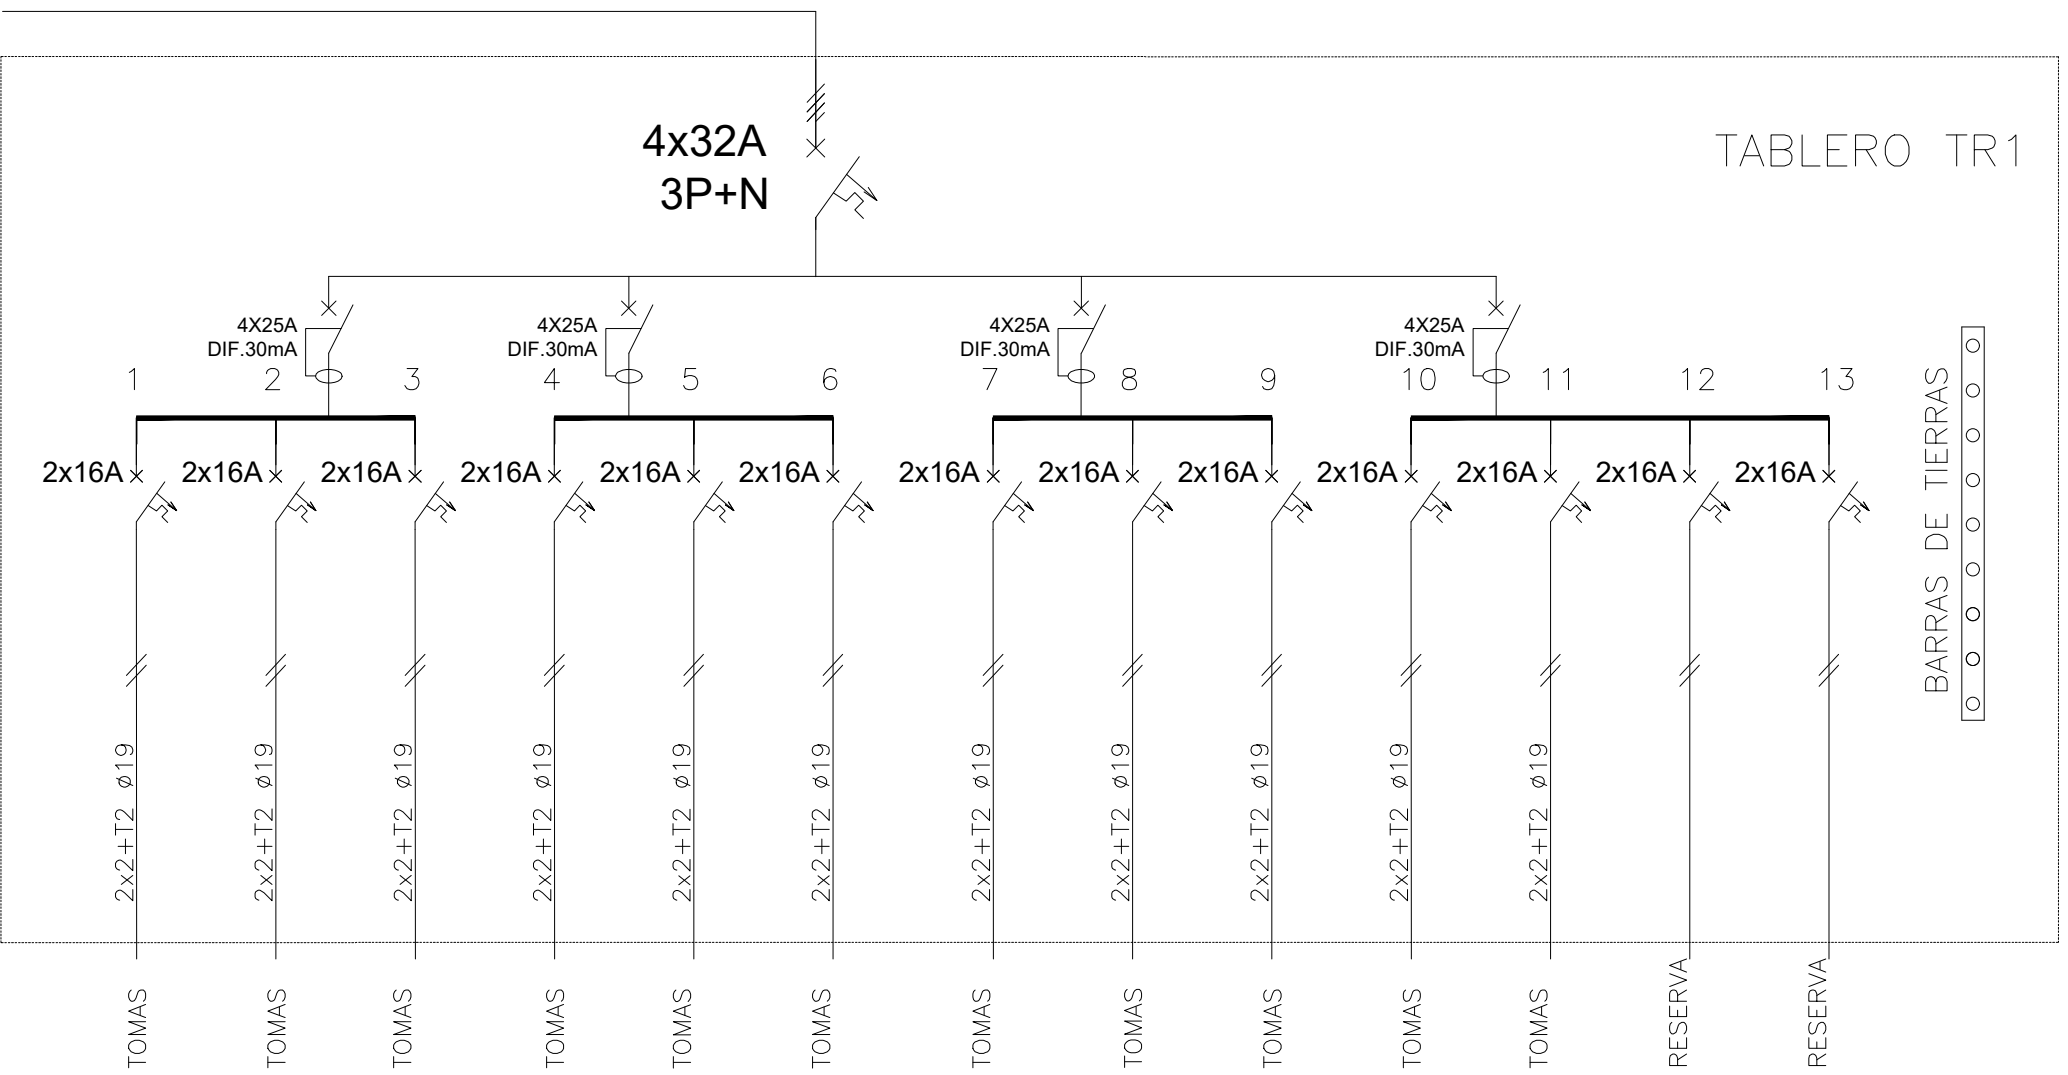 TABLERO TR1
4x32A
3P+N
4X25A
DIF.30mA
4X25A
DIF.30mA
4X25A
DIF.30mA
4X25A
DIF.30mA
1 2 3 4 5 6 7 8 9 10 11 12 13
2x16A 2x16A 2x16A 2x16A 2x16A 2x16A 2x16A 2x16A 2x16A 2x16A 2x16A 2x16A 2x16A
BARRAS DE TIERRAS
2x2+T2 ø19
2x2+T2 ø19
2x2+T2 ø19
2x2+T2 ø19
2x2+T2 ø19
2x2+T2 ø19
2x2+T2 ø19
2x2+T2 ø19
2x2+T2 ø19
2x2+T2 ø19
2x2+T2 ø19
TOMAS
TOMAS
TOMAS
TOMAS
TOMAS
TOMAS
TOMAS
TOMAS
TOMAS
TOMAS
TOMAS
RESERVA
RESERVA